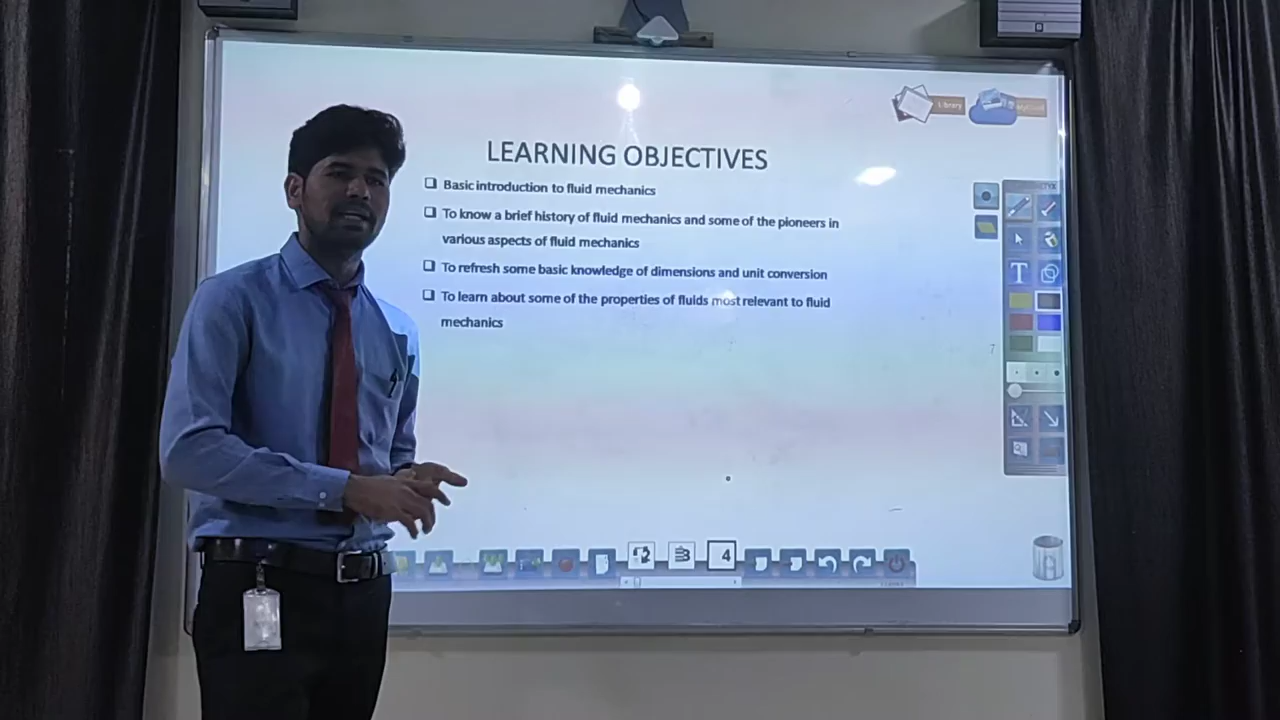 Library
LEARNING OBJECTIVES
❑ Basic introduction to fluid mechanics
❑ To know a brief history of fluid mechanics and some of the pioneers in
various aspects of fluid mechanics
❑ To refresh some basic knowledge of dimensions and unit conversion
❑ To learn about some of the properties of fluids most relevant to fluid
mechanics
T
7
4